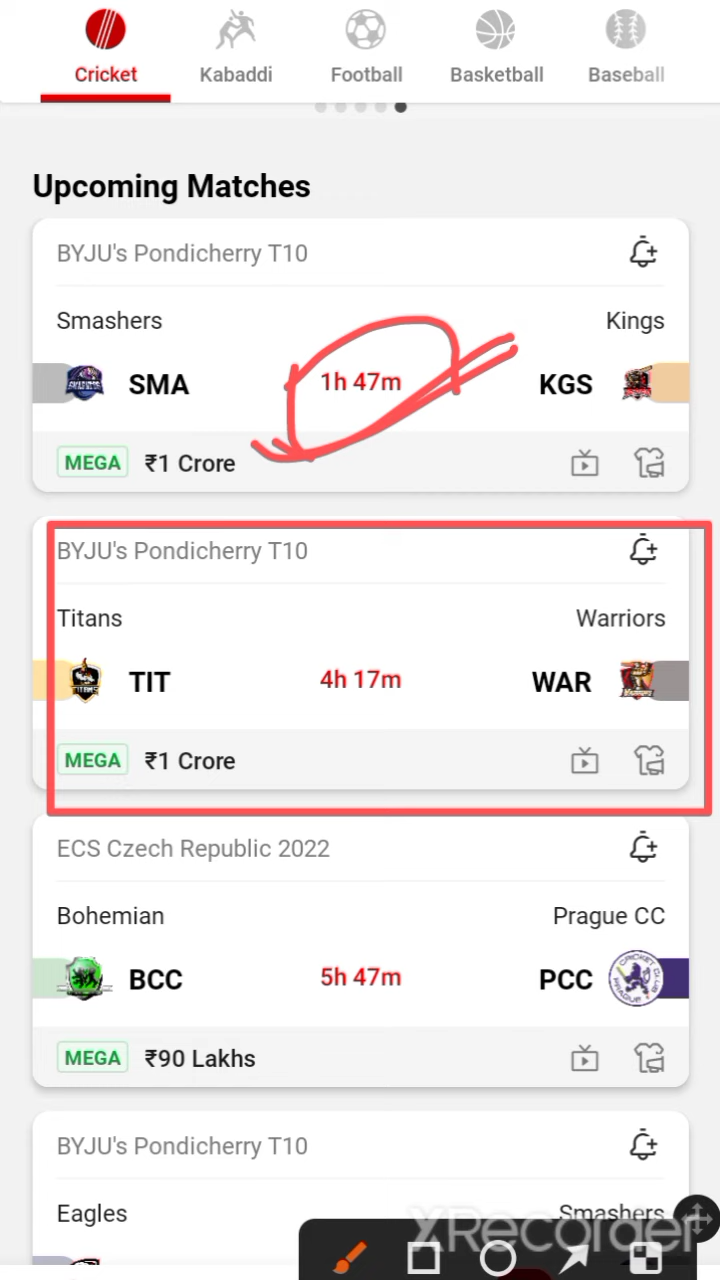 Cricket Kabaddi Football Basketball Baseball
Upcoming Matches
BYJU's Pondicherry T10
Smashers Kings
SMA 1h 47m KGS
MEGA ₹1 Crore
BYJU's Pondicherry T10
Titans Warriors
TIT 4h 17m WAR
MEGA ₹1 Crore
ECS Czech Republic 2022
Bohemian Prague CC
BCC 5h 47m PCC
MEGA ₹90 Lakhs
BYJU's Pondicherry T10
Eagles Smashers
XRecorder